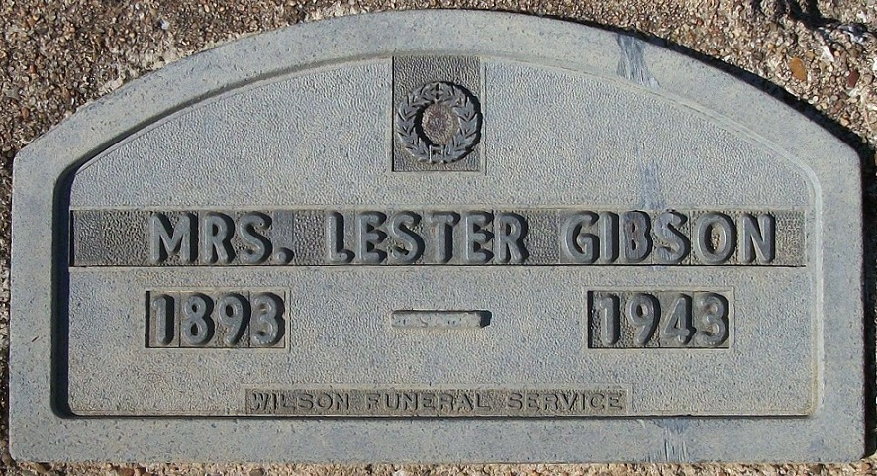 MRS. LESTER GIBSON
1893 — 1943
WILSON FUNERAL SERVICE